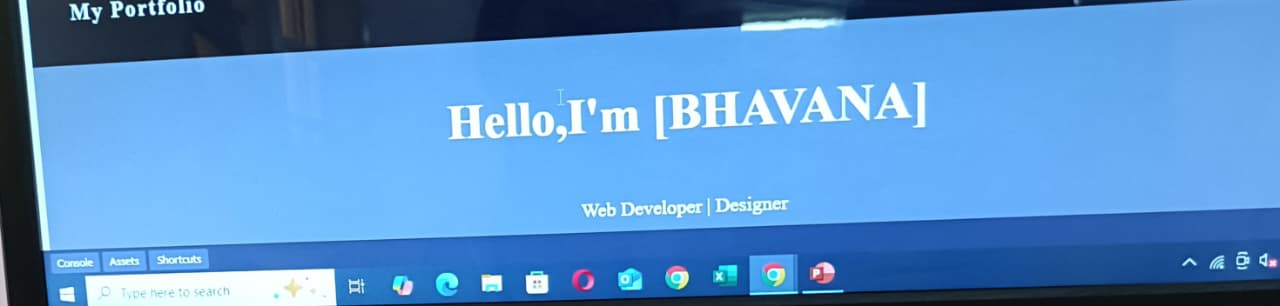 My Portfolio
Hello,I'm [BHAVANA]
Web Developer | Designer
Console Assets Shortcuts
Type here to search